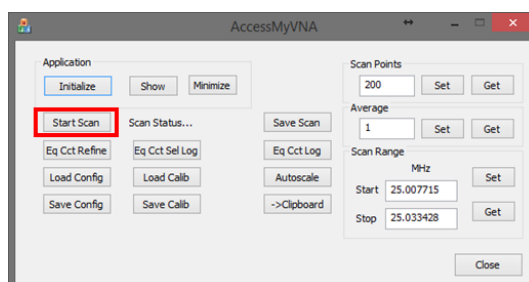 AccessMyVNA
Application
Initialize Show Minimize
Start Scan Scan Status... Save Scan
Eq Cct Refine Eq Cct Sel Log Eq Cct Log
Load Config Load Calib Autoscale
Save Config Save Calib ->Clipboard
Scan Points
200 Set Get
Average
1 Set Get
Scan Range
MHz
Start 25.007715 Set
Stop 25.033428 Get
Close